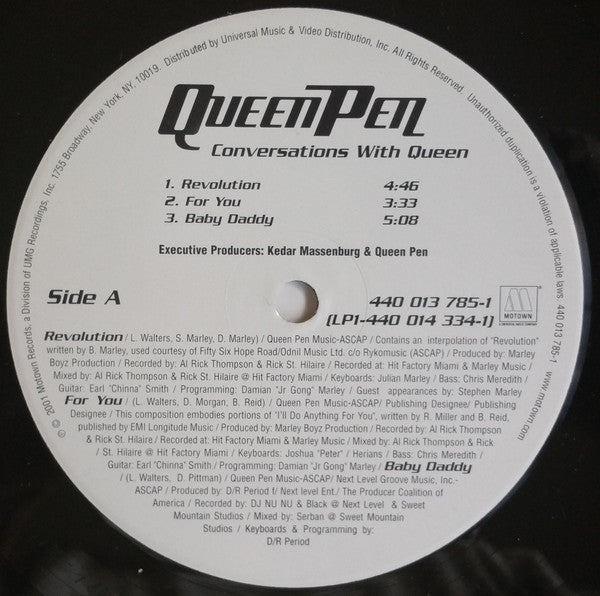 ℗ © 2001 Motown Records, a Division of UMG Recordings, Inc. 1755 Broadway, New York, NY, 10019. Distributed by Universal Music & Video Distribution, Inc. All Rights Reserved. Unauthorized duplication is a violation of applicable laws. 440 013 785-1 www.motown.com
QUEEN PEN
Conversations With Queen
1. Revolution 4:46
2. For You 3:33
3. Baby Daddy 5:08
Executive Producers: Kedar Massenburg & Queen Pen
Side A
440 013 785-1
[LP1-440 014 334-1]
M
MOTOWN
Revolution / L. Walters, S. Marley, D. Marley) / Queen Pen Music-ASCAP / Contains an interpolation of "Revolution"
written by B. Marley, used courtesy of Fifty Six Hope Road/Odnil Music Ltd. c/o Rykomusic (ASCAP) / Produced by: Marley
Boyz Production / Recorded by: Al Rick Thompson & Rick St. Hilaire / Recorded at: Hit Factory Miami & Marley Music /
Mixed by: Al Rick Thompson & Rick St. Hilaire @ Hit Factory Miami / Keyboards: Julian Marley / Bass: Chris Meredith /
Guitar: Earl "Chinna" Smith / Programming: Damian "Jr Gong" Marley / Guest appearances by: Stephen Marley
For You / (L. Walters, D. Morgan, B. Reid) / Queen Pen Music-ASCAP/ Publishing Designee/ Publishing
Designee / This composition embodies portions of "I'll Do Anything For You", written by R. Miller and B. Reid,
published by EMI Longitude Music / Produced by: Marley Boyz Production / Recorded by: Al Rick Thompson
& Rick St. Hilaire / Recorded at: Hit Factory Miami & Marley Music / Mixed by: Al Rick Thompson & Rick
/ St. Hilaire @ Hit Factory Miami / Keyboards: Joshua "Peter" / Herians / Bass: Chris Meredith /
Guitar: Earl "Chinna" Smith / Programming: Damian "Jr Gong" Marley / Baby Daddy
/ (L. Walters, D. Pittman) / Queen Pen Music-ASCAP/ Next Level Groove Music, Inc.-
ASCAP / Produced by: D/R Period f/ Next level Ent./ The Producer Coalition of
America / Recorded by: DJ NU NU & Black @ Next Level & Sweet
Mountain Studios / Mixed by: Serban @ Sweet Mountain
Studios / Keyboards & Programming by:
D/R Period